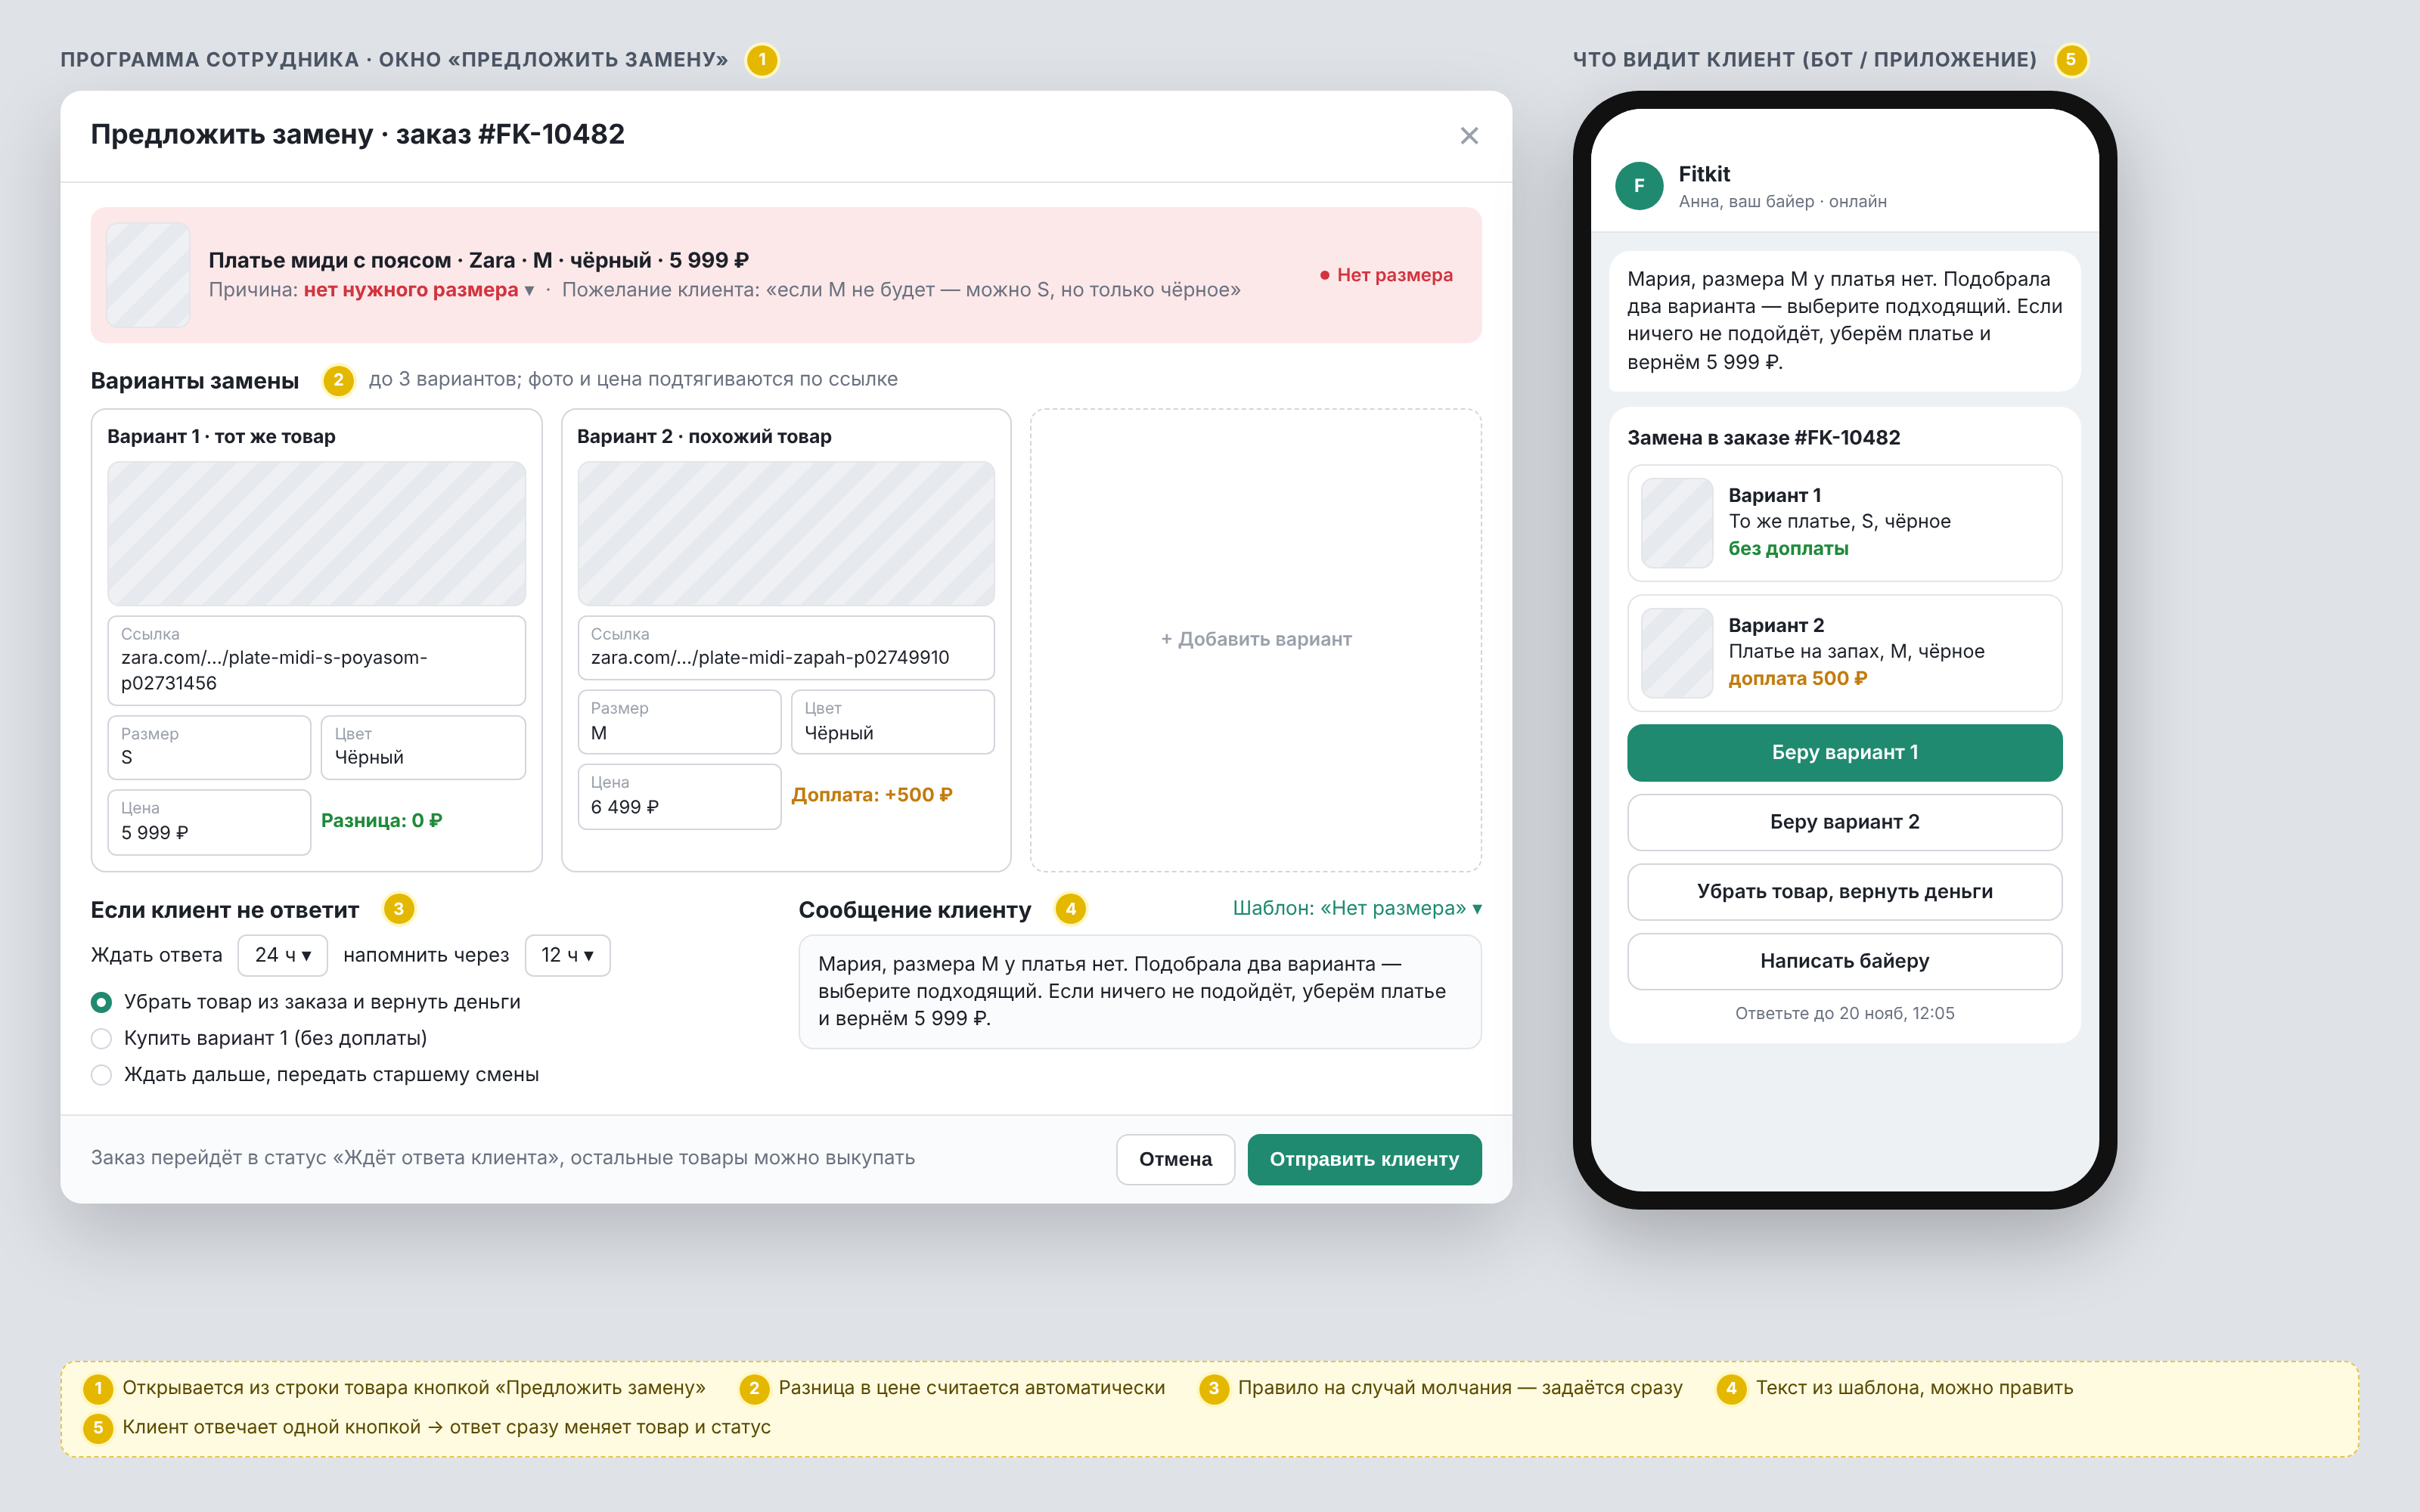 ПРОГРАММА СОТРУДНИКА · ОКНО «ПРЕДЛОЖИТЬ ЗАМЕНУ» 1
Предложить замену · заказ #FK-10482 ✕
Платье миди с поясом · Zara · M · чёрный · 5 999 ₽
Причина: нет нужного размера ▾ · Пожелание клиента: «если M не будет — можно S, но только чёрное»
● Нет размера
Варианты замены 2 до 3 вариантов; фото и цена подтягиваются по ссылке
Вариант 1 · тот же товар
Ссылка
zara.com/.../plate-midi-s-poyasom-
p02731456
Размер
S
Цвет
Чёрный
Цена
5 999 ₽
Разница: 0 ₽
Вариант 2 · похожий товар
Ссылка
zara.com/.../plate-midi-zapah-p02749910
Размер
M
Цвет
Чёрный
Цена
6 499 ₽
Доплата: +500 ₽
+ Добавить вариант
Если клиент не ответит 3
Ждать ответа 24 ч ▾ напомнить через 12 ч ▾
Убрать товар из заказа и вернуть деньги
Купить вариант 1 (без доплаты)
Ждать дальше, передать старшему смены
Сообщение клиенту 4 Шаблон: «Нет размера» ▾
Мария, размера M у платья нет. Подобрала два варианта —
выберите подходящий. Если ничего не подойдёт, уберём платье
и вернём 5 999 ₽.
Заказ перейдёт в статус «Ждёт ответа клиента», остальные товары можно выкупать
Отмена
Отправить клиенту
ЧТО ВИДИТ КЛИЕНТ (БОТ / ПРИЛОЖЕНИЕ) 5
F
Fitkit
Анна, ваш байер · онлайн
Мария, размера M у платья нет. Подобрала
два варианта — выберите подходящий. Если
ничего не подойдёт, уберём платье и
вернём 5 999 ₽.
Замена в заказе #FK-10482
Вариант 1
То же платье, S, чёрное
без доплаты
Вариант 2
Платье на запах, M, чёрное
доплата 500 ₽
Беру вариант 1
Беру вариант 2
Убрать товар, вернуть деньги
Написать байеру
Ответьте до 20 нояб, 12:05
1 Открывается из строки товара кнопкой «Предложить замену» 2 Разница в цене считается автоматически 3 Правило на случай молчания — задаётся сразу 4 Текст из шаблона, можно править
5 Клиент отвечает одной кнопкой → ответ сразу меняет товар и статус